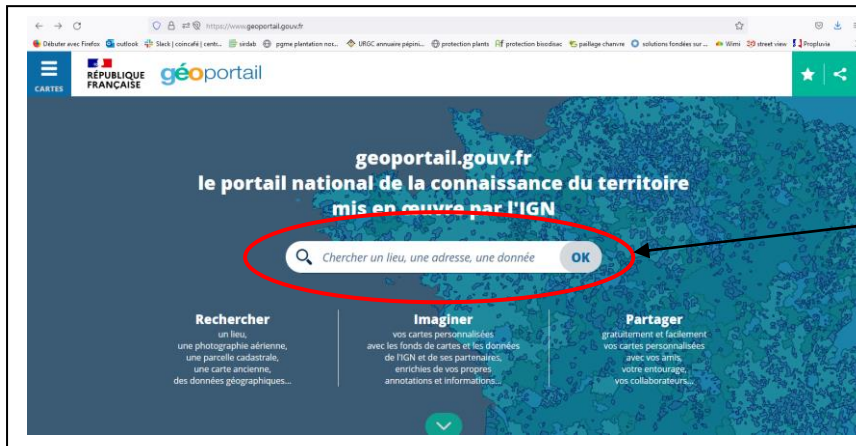 https://www.geoportail.gouv.fr
Débuter avec Firefox outlook Slack | coincafé | cent... sirdab pgme plantation nor... URGC annuaire pépini... protection plants protection biodisac paillage chanvre solutions fondées sur ... Wimi street view Propluvia
CARTES
RÉPUBLIQUE
FRANÇAISE
géoportail
geoportail.gouv.fr
le portail national de la connaissance du territoire
mis en œuvre par l'IGN
Chercher un lieu, une adresse, une donnée OK
Rechercher
un lieu,
une photographie aérienne,
une parcelle cadastrale,
une carte ancienne,
des données géographiques...
Imaginer
vos cartes personnalisées
avec les fonds de cartes et les données
de l'IGN et de ses partenaires,
enrichies de vos propres
annotations et informations...
Partager
gratuitement et facilement
vos cartes personnalisées
avec vos amis,
votre entourage,
vos collaborateurs...